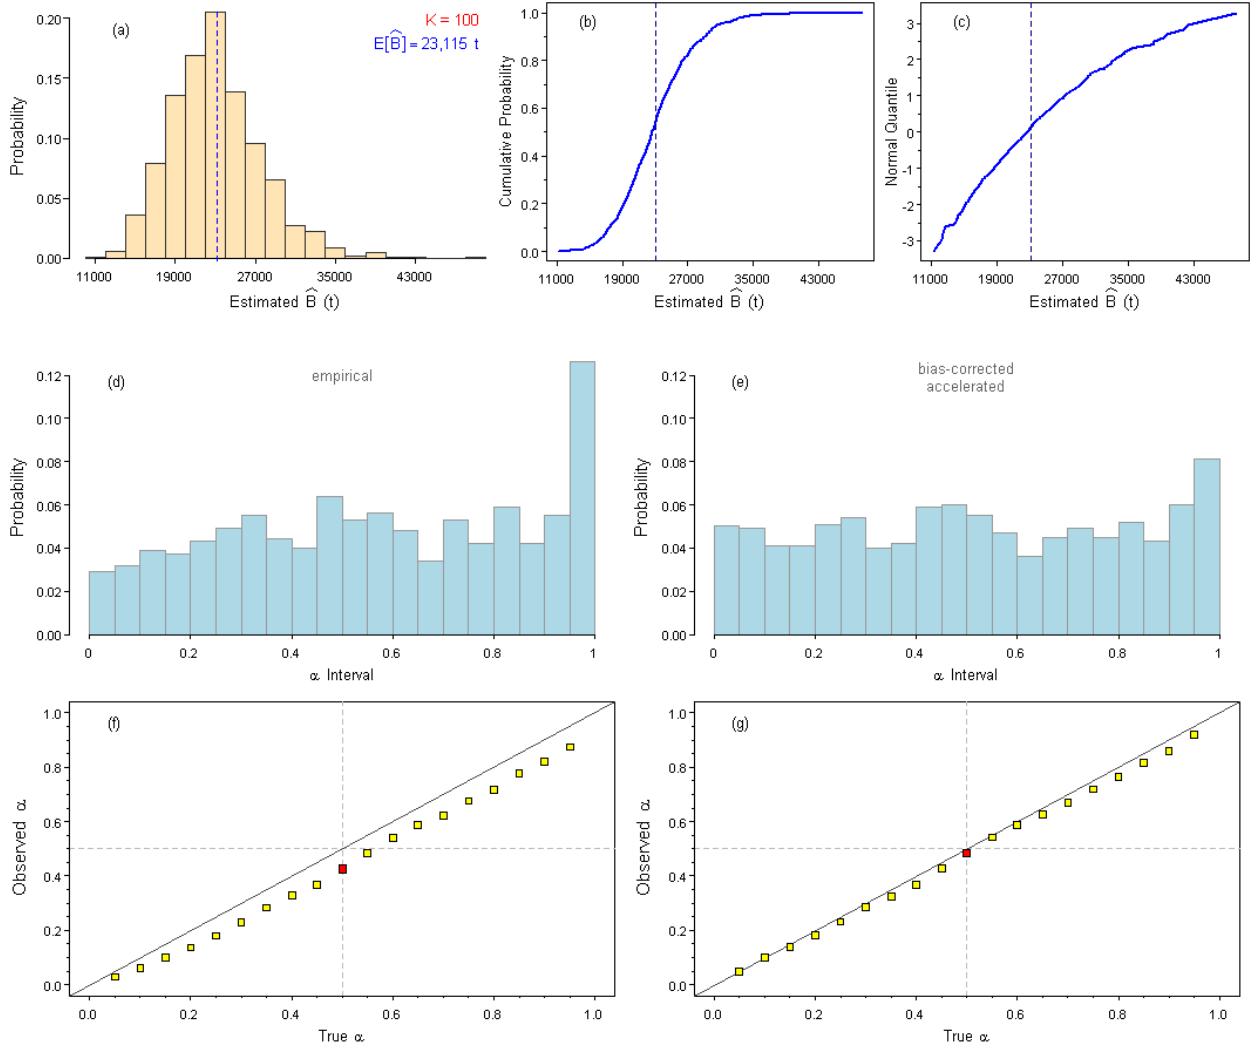 (a)
K = 100
E[B̂] = 23,115 t
0.20
0.15
0.10
0.05
0.00
Probability
11000 19000 27000 35000 43000
Estimated B̂ (t)
(b)
1.0
0.8
0.6
0.4
0.2
0.0
Cumulative Probability
11000 19000 27000 35000 43000
Estimated B̂ (t)
(c)
3
2
1
0
-1
-2
-3
Normal Quantile
11000 19000 27000 35000 43000
Estimated B̂ (t)
(d)
empirical
0.12
0.10
0.08
0.06
0.04
0.02
0.00
Probability
0 0.2 0.4 0.6 0.8 1
α Interval
(e)
bias-corrected
accelerated
0.12
0.10
0.08
0.06
0.04
0.02
0.00
Probability
0 0.2 0.4 0.6 0.8 1
α Interval
(f)
1.0
0.8
0.6
0.4
0.2
0.0
Observed α
0.0 0.2 0.4 0.6 0.8 1.0
True α
(g)
1.0
0.8
0.6
0.4
0.2
0.0
Observed α
0.0 0.2 0.4 0.6 0.8 1.0
True α